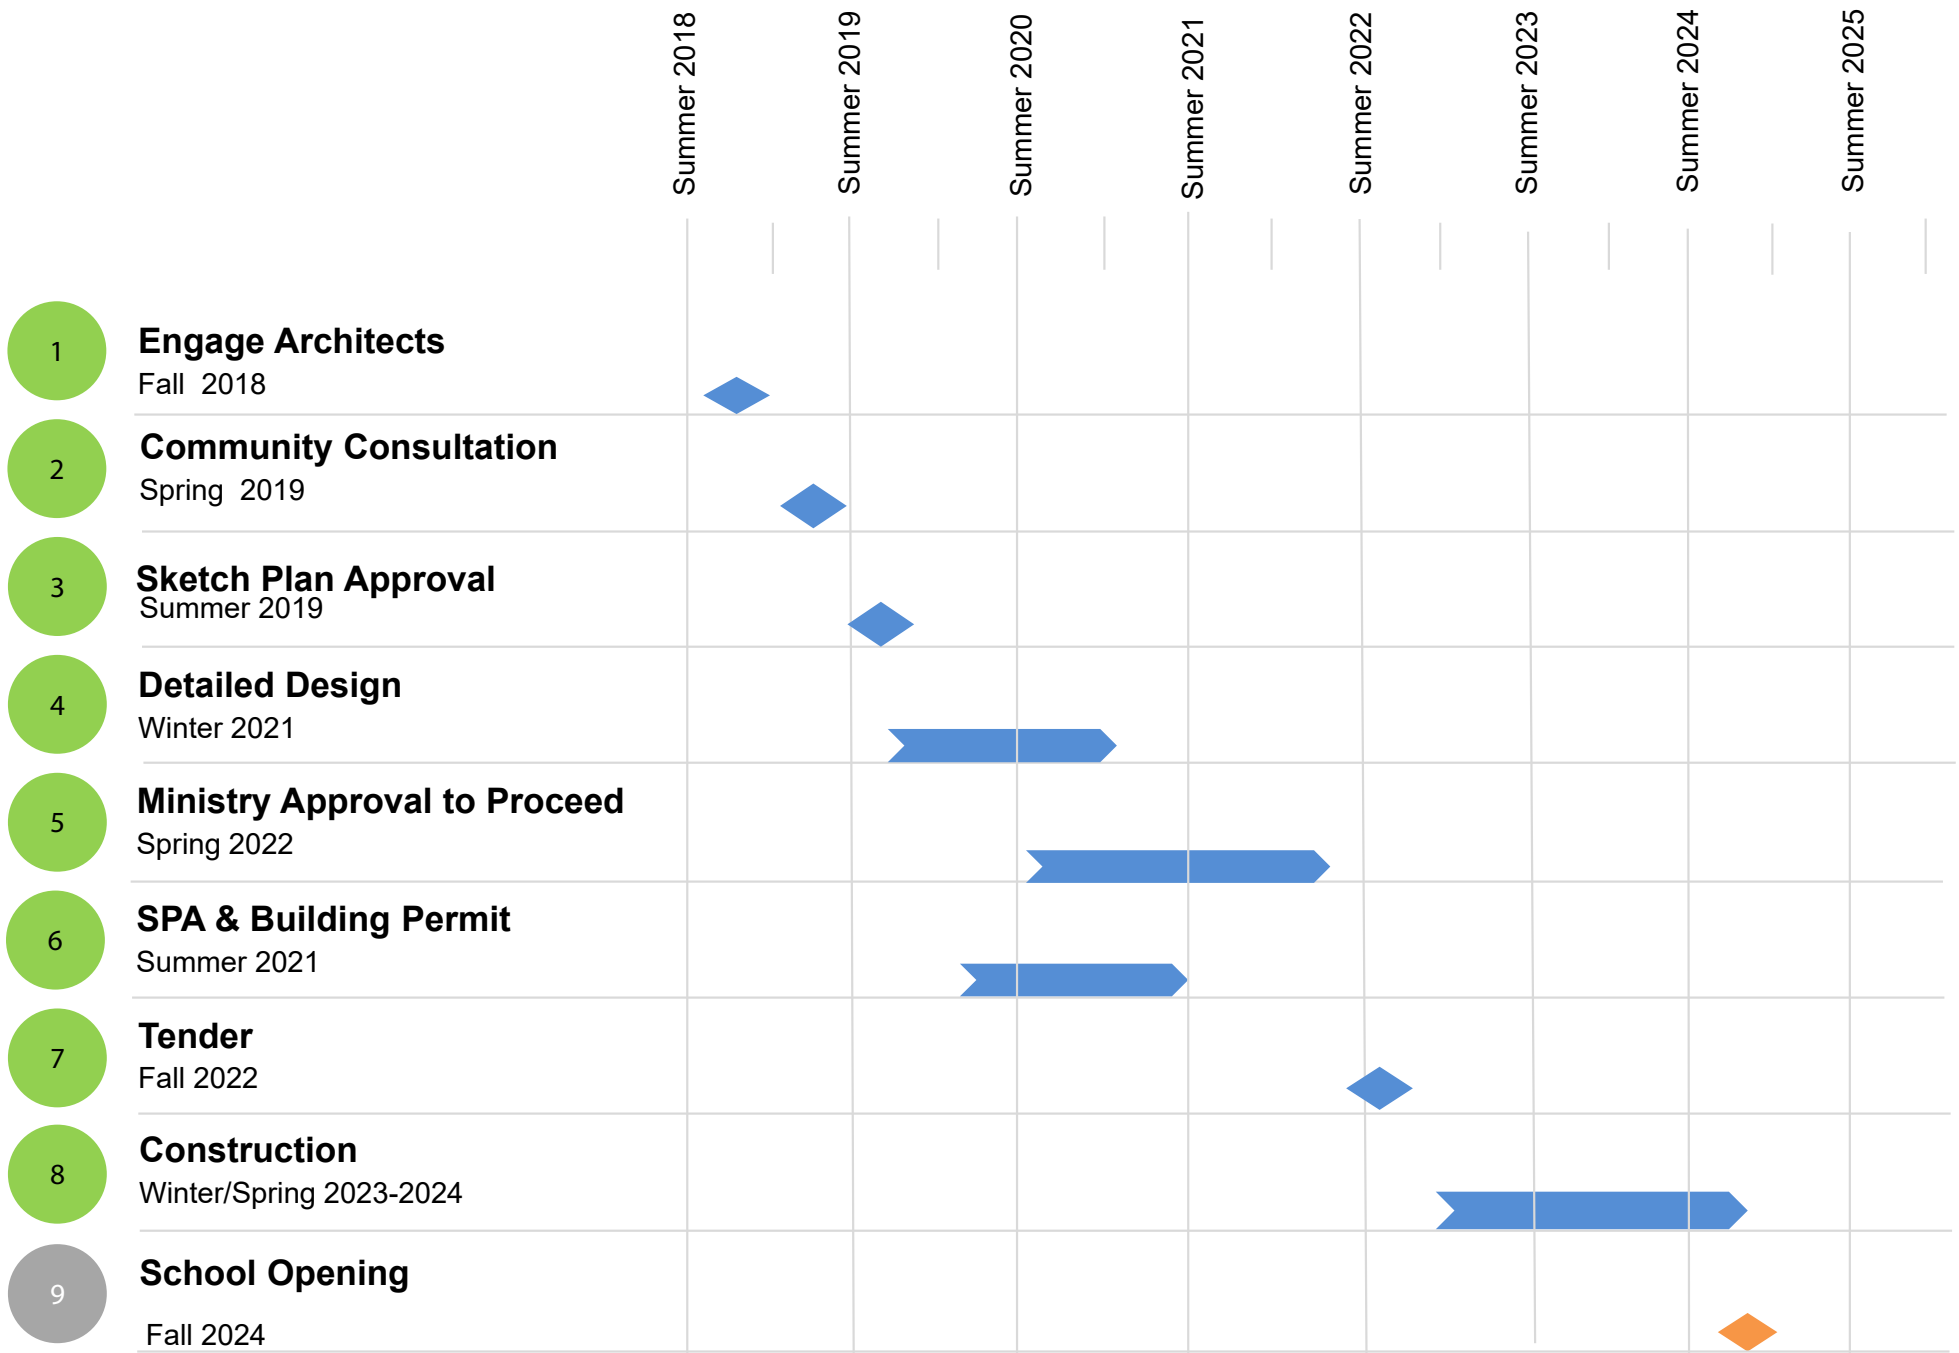 Summer 2018
Summer 2019
Summer 2020
Summer 2021
Summer 2022
Summer 2023
Summer 2024
Summer 2025
1
Engage Architects
Fall 2018
2
Community Consultation
Spring 2019
3
Sketch Plan Approval
Summer 2019
4
Detailed Design
Winter 2021
5
Ministry Approval to Proceed
Spring 2022
6
SPA & Building Permit
Summer 2021
7
Tender
Fall 2022
8
Construction
Winter/Spring 2023-2024
9
School Opening
Fall 2024